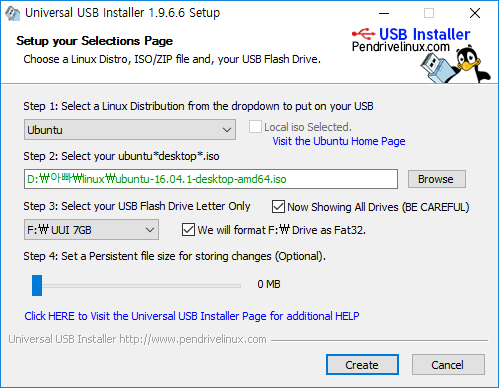 Universal USB Installer 1.9.6.6 Setup
Setup your Selections Page
Choose a Linux Distro, ISO/ZIP file and, your USB Flash Drive.
USB Installer
Pendrivelinux.com
Step 1: Select a Linux Distribution from the dropdown to put on your USB
Ubuntu
Local iso Selected.
Visit the Ubuntu Home Page
Step 2: Select your ubuntu*desktop*.iso
D:₩아빠₩linux₩ubuntu-16.04.1-desktop-amd64.iso
Browse
Step 3: Select your USB Flash Drive Letter Only
Now Showing All Drives (BE CAREFUL)
F:₩ UUI 7GB
We will format F:₩ Drive as Fat32.
Step 4: Set a Persistent file size for storing changes (Optional).
0 MB
Click HERE to Visit the Universal USB Installer Page for additional HELP
Universal USB Installer http://www.pendrivelinux.com
Create
Cancel